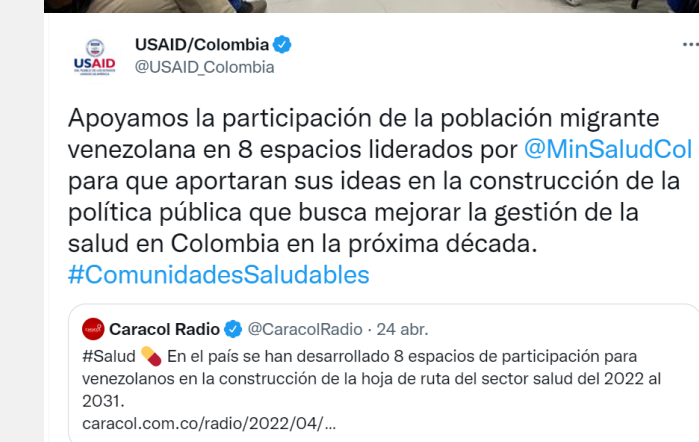 USAID/Colombia
USAID
@USAID_Colombia
Apoyamos la participación de la población migrante
venezolana en 8 espacios liderados por @MinSaludCol
para que aportaran sus ideas en la construcción de la
política pública que busca mejorar la gestión de la
salud en Colombia en la próxima década.
#ComunidadesSaludables
Caracol Radio @CaracolRadio · 24 abr.
#Salud 💊 En el país se han desarrollado 8 espacios de participación para
venezolanos en la construcción de la hoja de ruta del sector salud del 2022 al
2031.
caracol.com.co/radio/2022/04/...